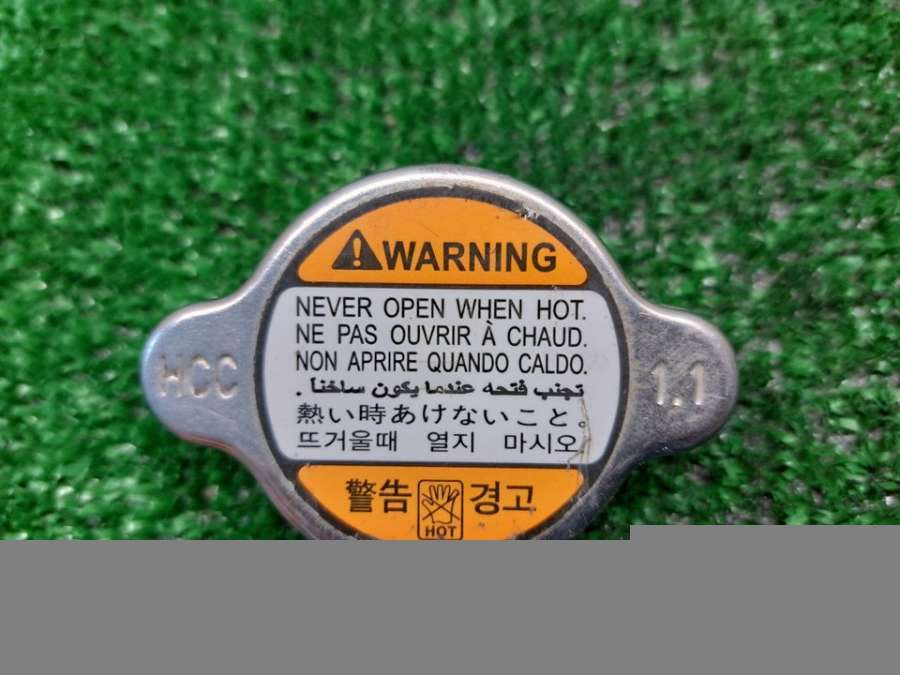 WARNING
NEVER OPEN WHEN HOT.
NE PAS OUVRIR À CHAUD.
NON APRIRE QUANDO CALDO.
تجنب فتحه عندما يكون ساخنا .
HCC 1.1
熱い時あけないこと。
뜨거울때 열지 마시오
警告 경고
HOT